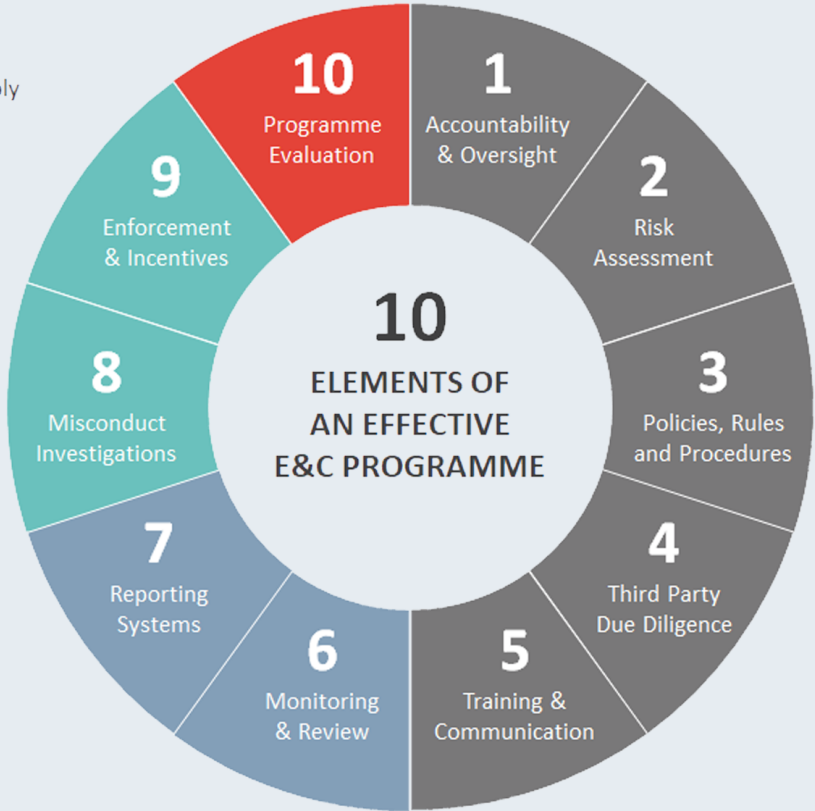 10
Programme
Evaluation
1
Accountability
& Oversight
2
Risk
Assessment
3
Policies, Rules
and Procedures
4
Third Party
Due Diligence
5
Training &
Communication
6
Monitoring
& Review
7
Reporting
Systems
8
Misconduct
Investigations
9
Enforcement
& Incentives
10
ELEMENTS OF
AN EFFECTIVE
E&C PROGRAMME